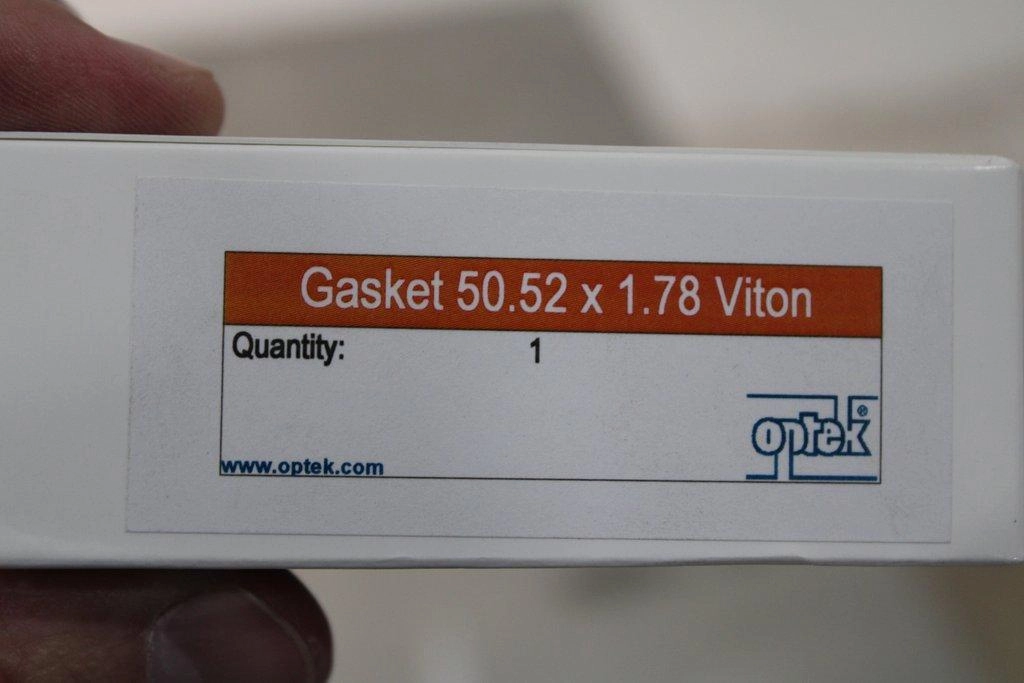 Gasket 50.52 x 1.78 Viton
Quantity: 1
optek®
www.optek.com